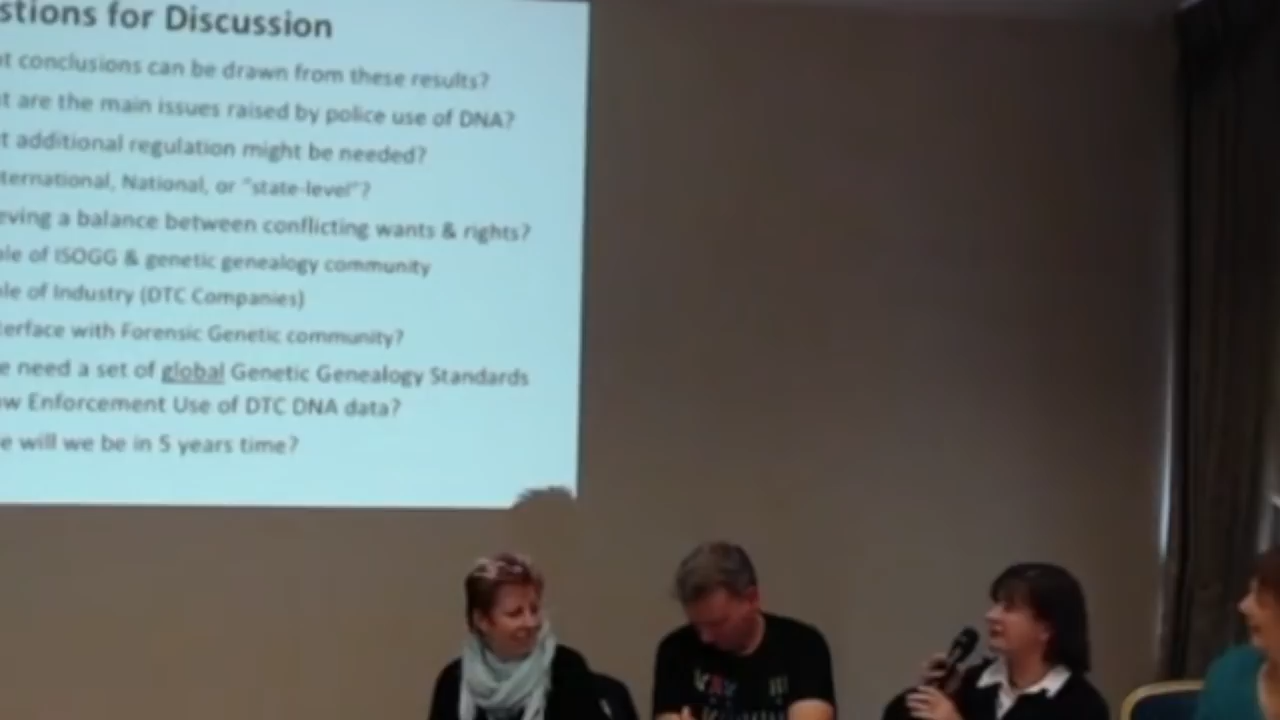 stions for Discussion
t conclusions can be drawn from these results?
t are the main issues raised by police use of DNA?
t additional regulation might be needed?
ternational, National, or "state-level"?
eving a balance between conflicting wants & rights?
le of ISOGG & genetic genealogy community
le of Industry (DTC Companies)
terface with Forensic Genetic community?
e need a set of global Genetic Genealogy Standards
w Enforcement Use of DTC DNA data?
e will we be in 5 years time?